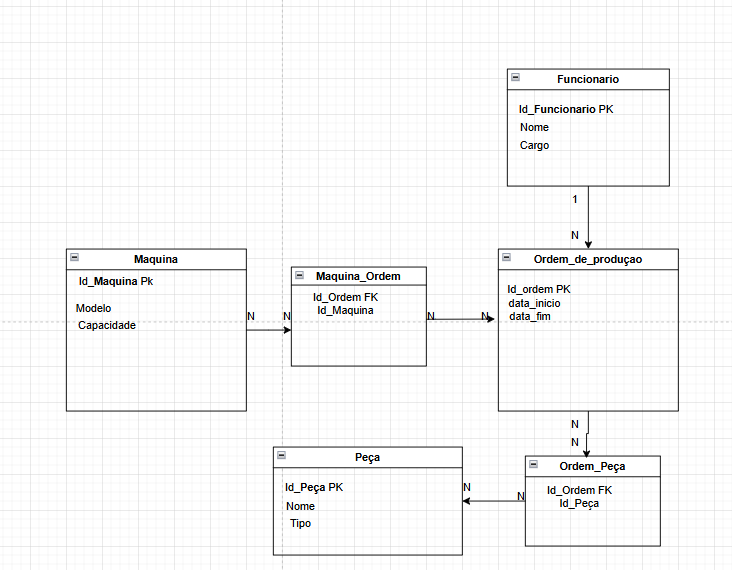 Funcionário
Id_Funcionario PK
Nome
Cargo
1
N
Maquina
Id_Maquina Pk
Modelo
Capacidade
N
N
Maquina_Ordem
Id_Ordem FK
Id_Maquina
N
N
Ordem_de_produçao
Id_ordem PK
data_inicio
data_fim
N
N
Peça
Id_Peça PK
Nome
Tipo
N
N
Ordem_Peça
Id_Ordem FK
Id_Peça